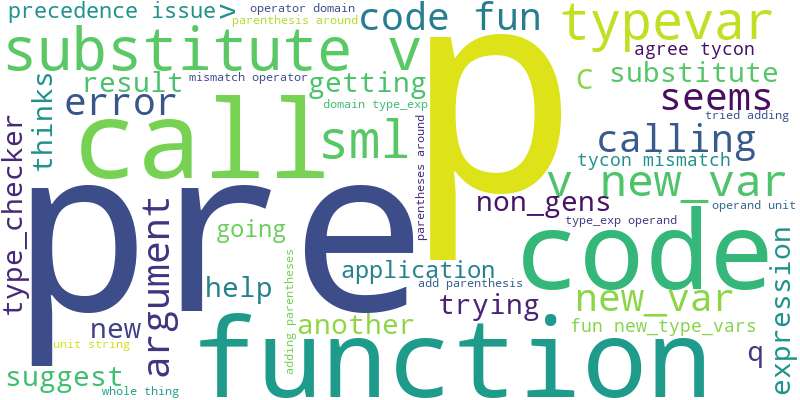 precedence issue
>
operator domain
parenthesis around
code fun
typevar
substitute v
p
agree tycon
result
mismatch operator
getting
C
substitute
thinks
error
domain type_exp
seems
tried adding
call
sml
parentheses around
calling
tycon mismatch
type_checker
pre
argument
v new_var
non_gens
operand unit
going
type_exp operand
code
application
help
add parenthesis
expression
adding parentheses
trying
new_var
new
another
function
fun new_type_vars
unit string
q
suggest
whole thing